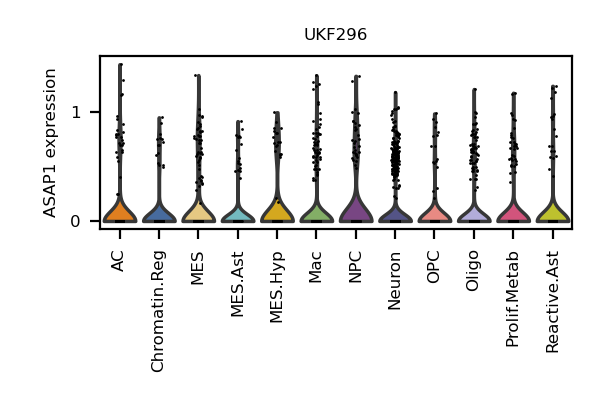 UKF296
ASAP1 expression
1
0
AC
Chromatin.Reg
MES
MES.Ast
MES.Hyp
Mac
NPC
Neuron
OPC
Oligo
Prolif.Metab
Reactive.Ast